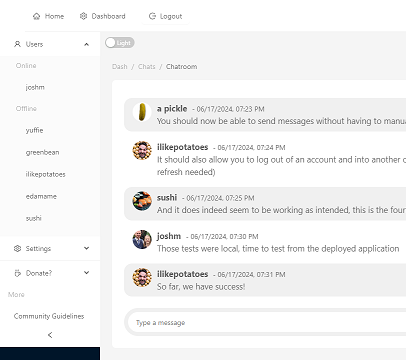 Home Dashboard Logout
Users
Online
joshm
Offline
yuffie
greenbean
ilikepotatoes
edamame
sushi
Settings
Donate?
More
Community Guidelines
Light
Dash / Chats / Chatroom
a pickle - 06/17/2024, 07:23 PM
You should now be able to send messages without having to manua
ilikepotatoes - 06/17/2024, 07:24 PM
It should also allow you to log out of an account and into another
refresh needed)
sushi - 06/17/2024, 07:25 PM
And it does indeed seem to be working as intended, this is the four
joshm - 06/17/2024, 07:30 PM
Those tests were local, time to test from the deployed application
ilikepotatoes - 06/17/2024, 07:31 PM
So far, we have success!
Type a message